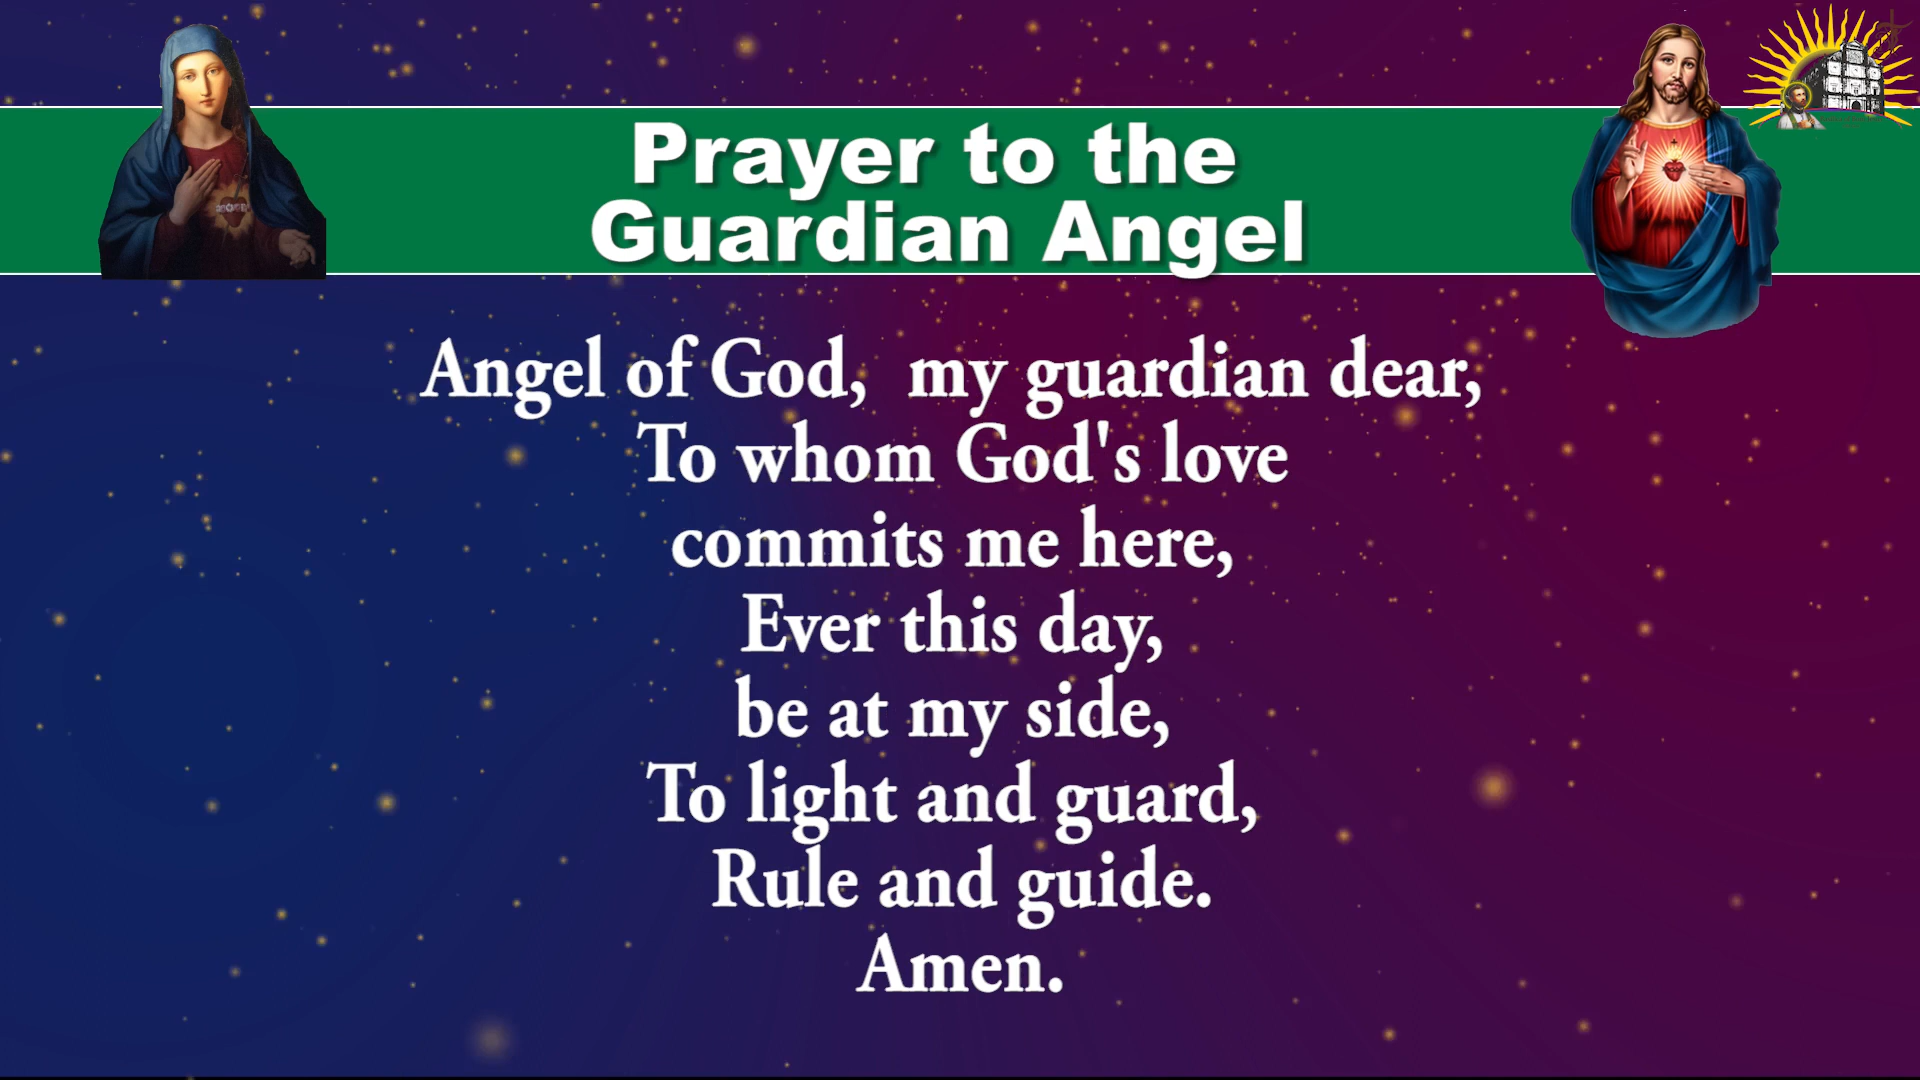 Prayer to the
Guardian Angel
Angel of God,  my guardian dear,
To whom God's love
commits me here,
Ever this day,
be at my side,
To light and guard,
Rule and guide.
Amen.